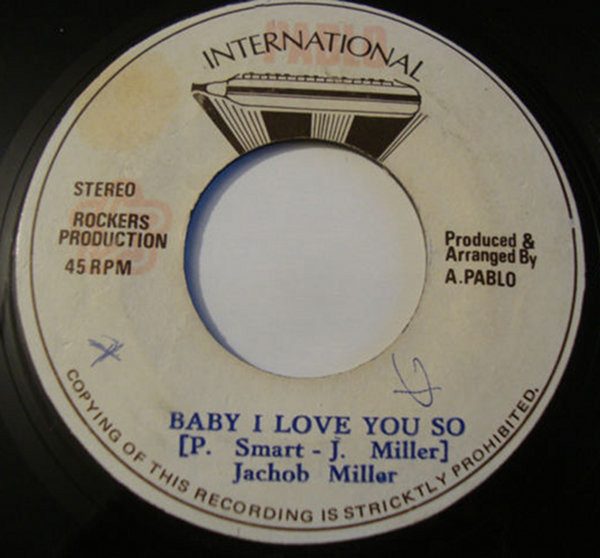 PABLO
INTERNATIONAL
STEREO
ROCKERS
PRODUCTION
45 RPM
Produced &
Arranged By
A. PABLO
BABY I LOVE YOU SO
[P. Smart - J. Miller]
Jachob Miller
COPYING OF THIS RECORDING IS STRICKTLY PROHIBITED.